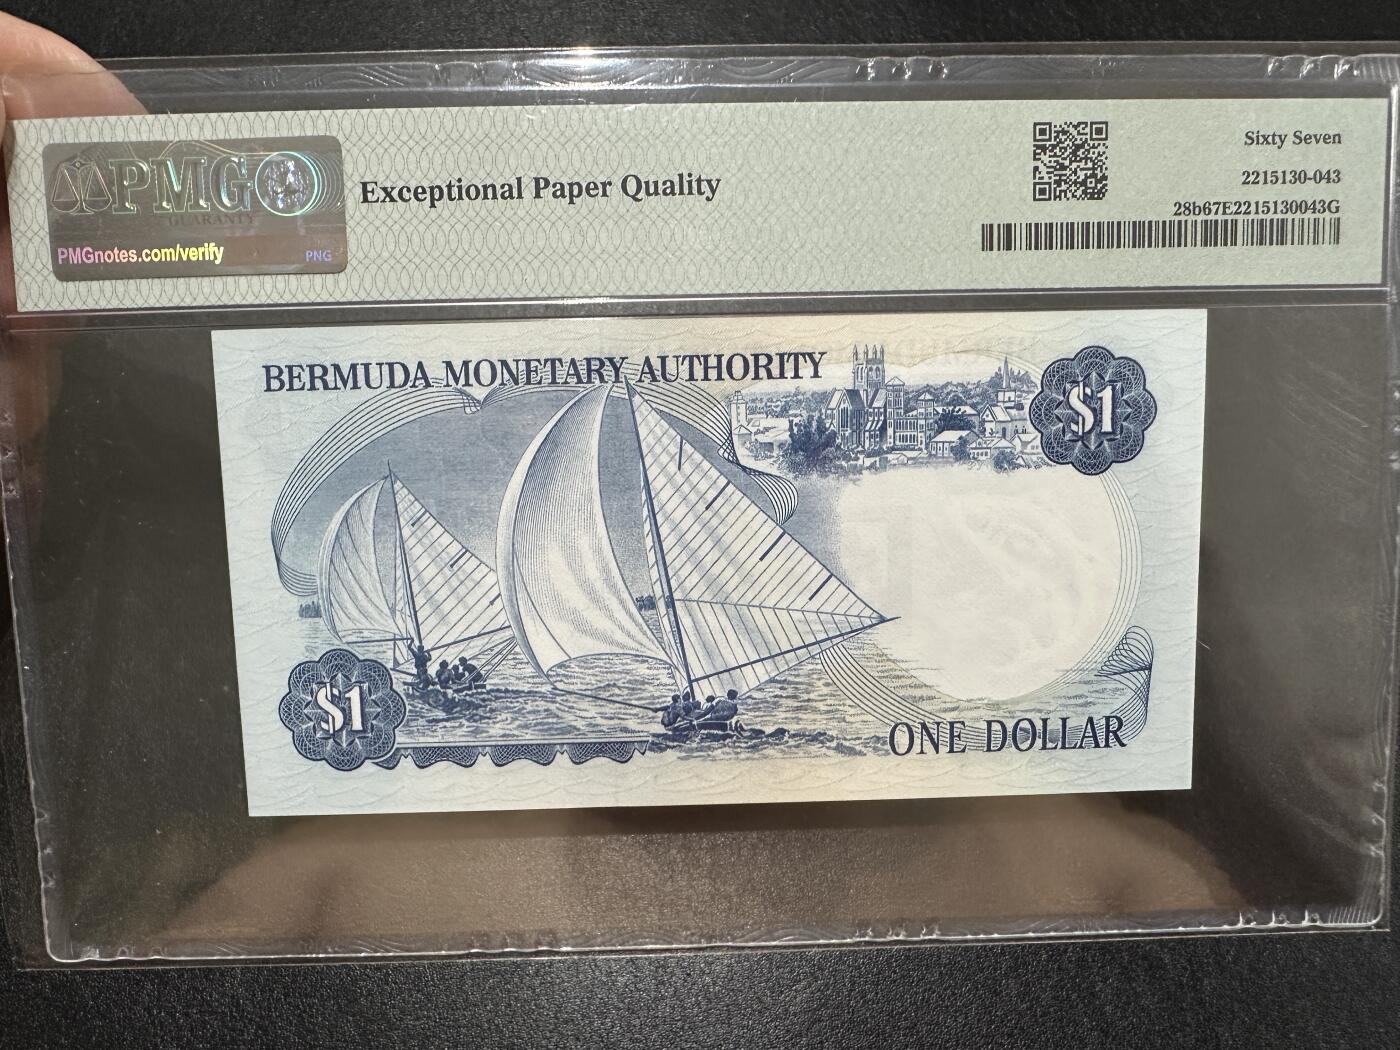 PMG
GUARANTY
PMGnotes.com/verify
PNG
Exceptional Paper Quality
Sixty Seven
2215130-043
28b67E2215130043G
BERMUDA MONETARY AUTHORITY
$1
$1
ONE DOLLAR